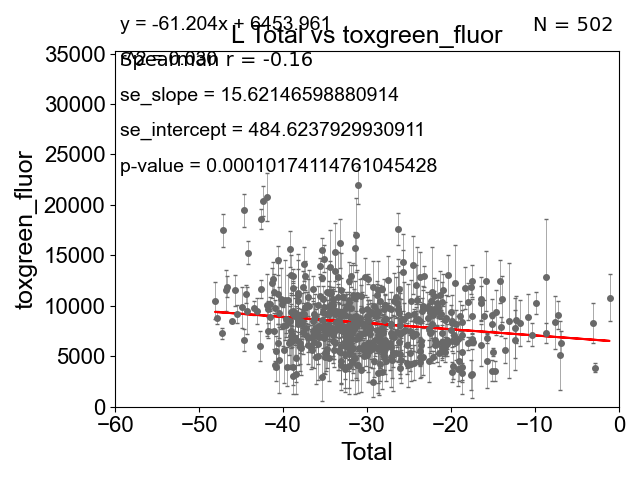 y = -61.204x + 6453.961
N = 502
L Total vs toxgreen_fluor
Spearman r = -0.16
se_slope = 15.62146598880914
se_intercept = 484.6237929930911
p-value = 0.00010174114761045428
toxgreen_fluor
35000
30000
25000
20000
15000
10000
5000
0
−60
−50
−40
−30
−20
−10
0
Total